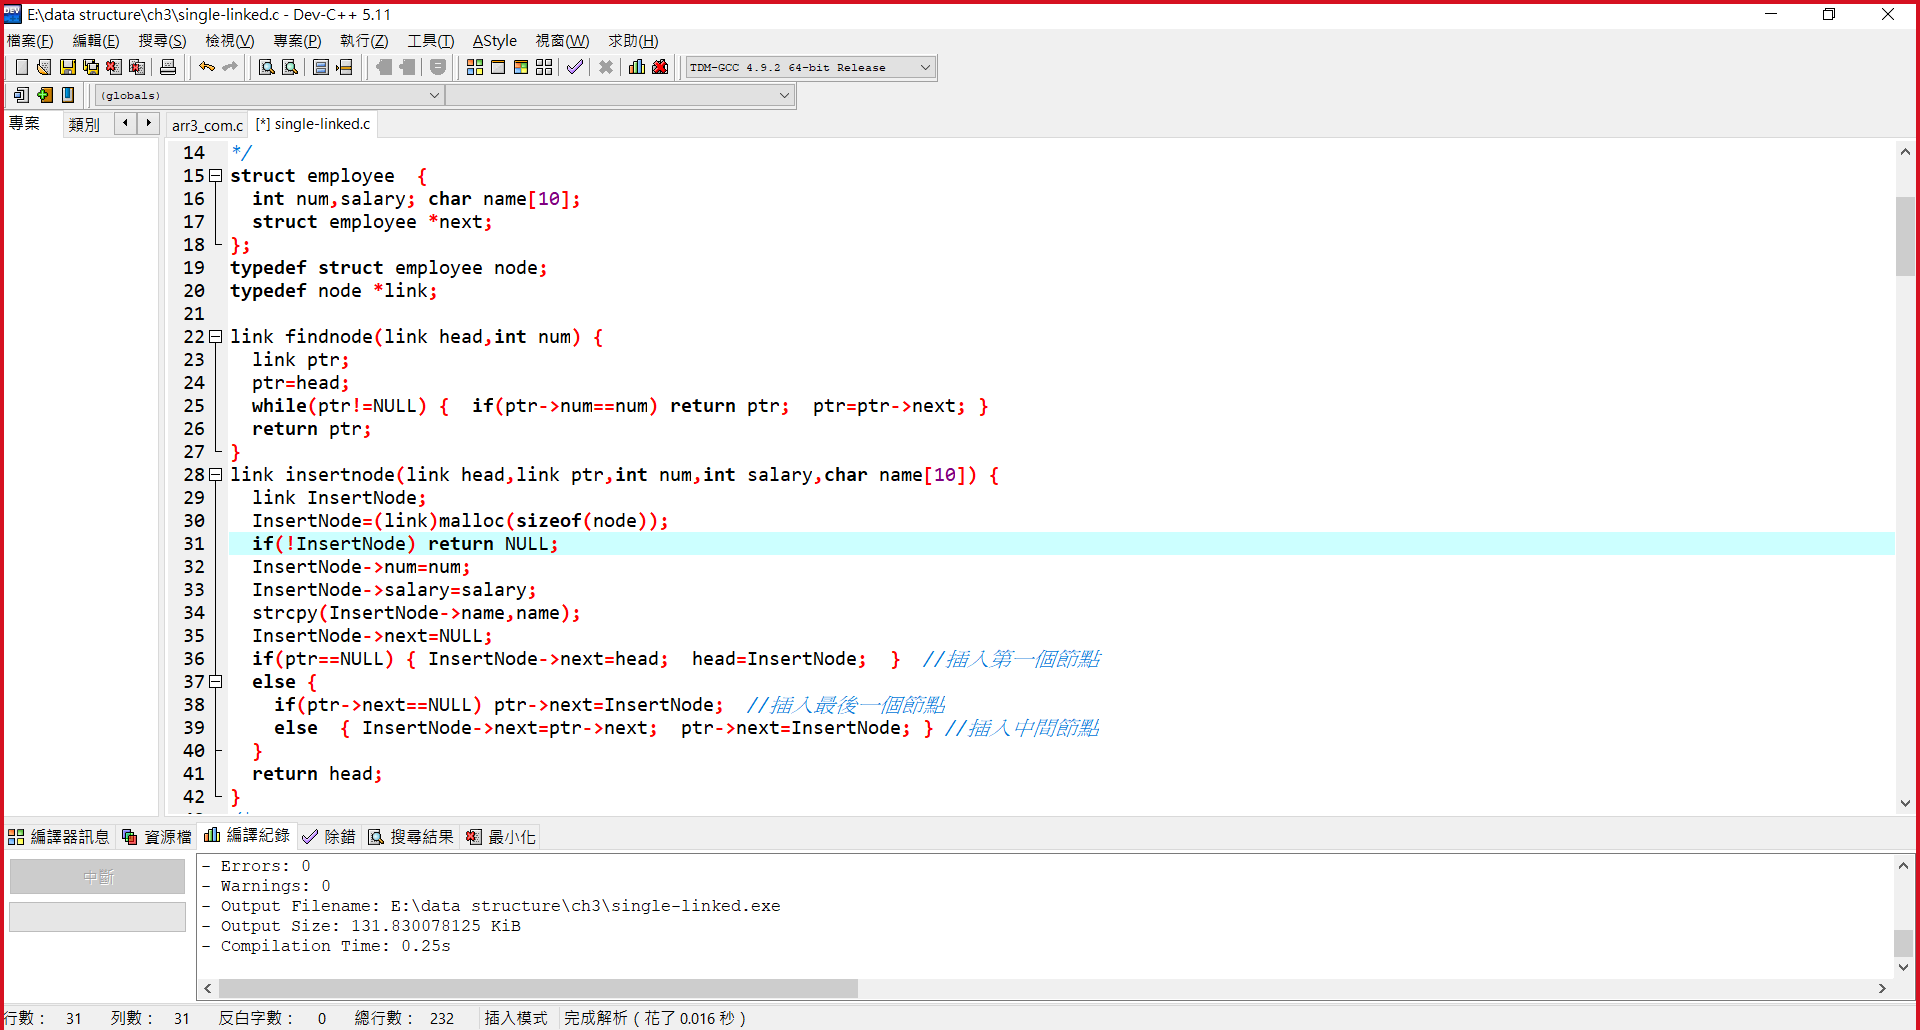 E:\data structure\ch3\single-linked.c - Dev-C++ 5.11
檔案(F) 編輯(E) 搜尋(S) 檢視(V) 專案(P) 執行(Z) 工具(T) AStyle 視窗(W) 求助(H)
TDM-GCC 4.9.2 64-bit Release
(globals)
專案 類別 arr3_com.c [*] single-linked.c
14 */
15 struct employee  {
16   int num,salary; char name[10];
17   struct employee *next;
18 };
19 typedef struct employee node;
20 typedef node *link;
21
22 link findnode(link head,int num) {
23   link ptr;
24   ptr=head;
25   while(ptr!=NULL) {  if(ptr->num==num) return ptr;  ptr=ptr->next; }
26   return ptr;
27 }
28 link insertnode(link head,link ptr,int num,int salary,char name[10]) {
29   link InsertNode;
30   InsertNode=(link)malloc(sizeof(node));
31   if(!InsertNode) return NULL;
32   InsertNode->num=num;
33   InsertNode->salary=salary;
34   strcpy(InsertNode->name,name);
35   InsertNode->next=NULL;
36   if(ptr==NULL) { InsertNode->next=head;  head=InsertNode;  }  //插入第一個節點
37   else {
38     if(ptr->next==NULL) ptr->next=InsertNode;  //插入最後一個節點
39     else  { InsertNode->next=ptr->next;  ptr->next=InsertNode; } //插入中間節點
40   }
41   return head;
42 }
編譯器訊息 資源檔 編譯紀錄 除錯 搜尋結果 最小化
中斷
- Errors: 0
- Warnings: 0
- Output Filename: E:\data structure\ch3\single-linked.exe
- Output Size: 131.830078125 KiB
- Compilation Time: 0.25s
行數： 31 列數： 31 反白字數： 0 總行數： 232 插入模式 完成解析 ( 花了 0.016 秒 )